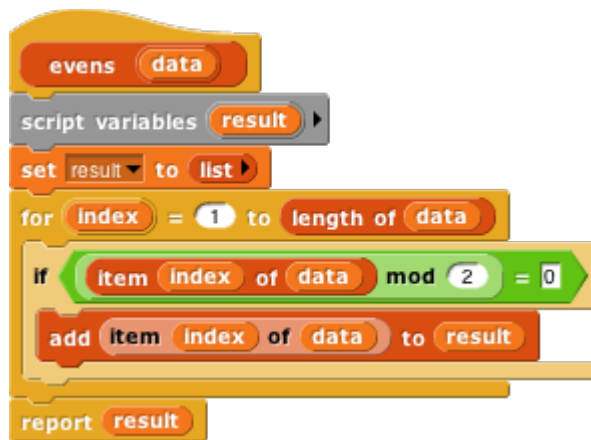 evens data
script variables result
set result to list
for index = 1 to length of data
if item index of data mod 2 = 0
add item index of data to result
report result